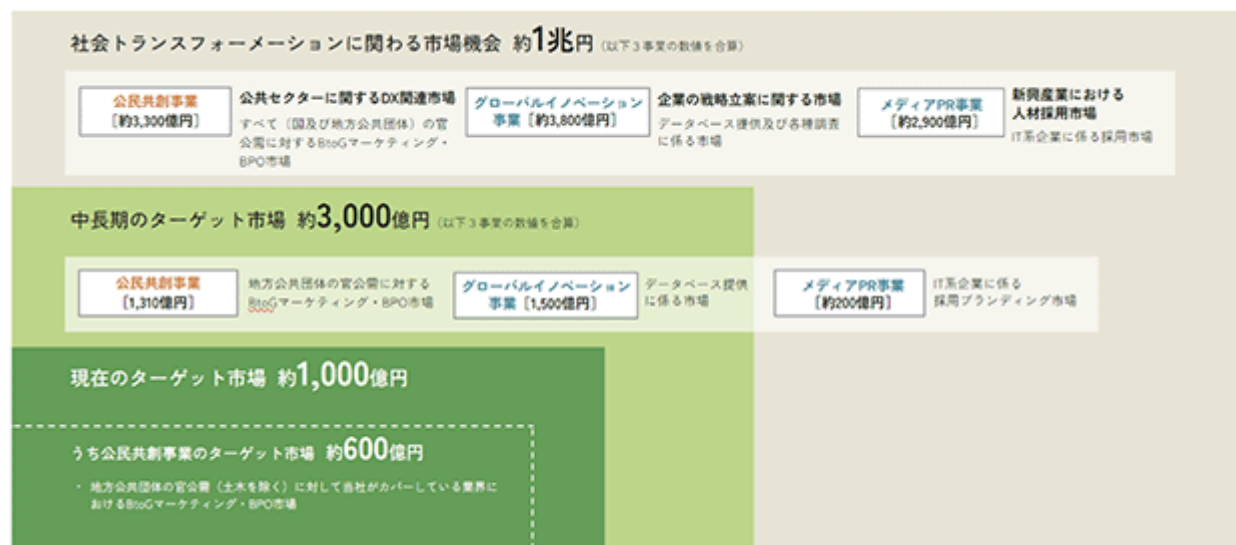 社会トランスフォーメーションに関わる市場機会 約1兆円 (以下3事業の数値を合算)
公民共創事業
[約3,300億円]
公共セクターに関するDX関連市場
すべて（国及び地方公共団体）の官
公需に対するBtoGマーケティング・
BPO市場
グローバルイノベーション
事業 [約3,800億円]
企業の戦略立案に関する市場
データベース提供及び各種調査
に係る市場
メディアPR事業
[約2,900億円]
新興産業における
人材採用市場
IT系企業に係る採用市場
中長期のターゲット市場 約3,000億円 (以下3事業の数値を合算)
公民共創事業
[1,310億円]
地方公共団体の官公需に対する
BtoGマーケティング・BPO市場
グローバルイノベーション
事業 [1,500億円]
データベース提供
に係る市場
メディアPR事業
[約200億円]
IT系企業に係る
採用ブランディング市場
現在のターゲット市場 約1,000億円
うち公民共創事業のターゲット市場 約600億円
・ 地方公共団体の官公需（土木を除く）に対して当社がカバーしている業界に
おけるBtoGマーケティング・BPO市場